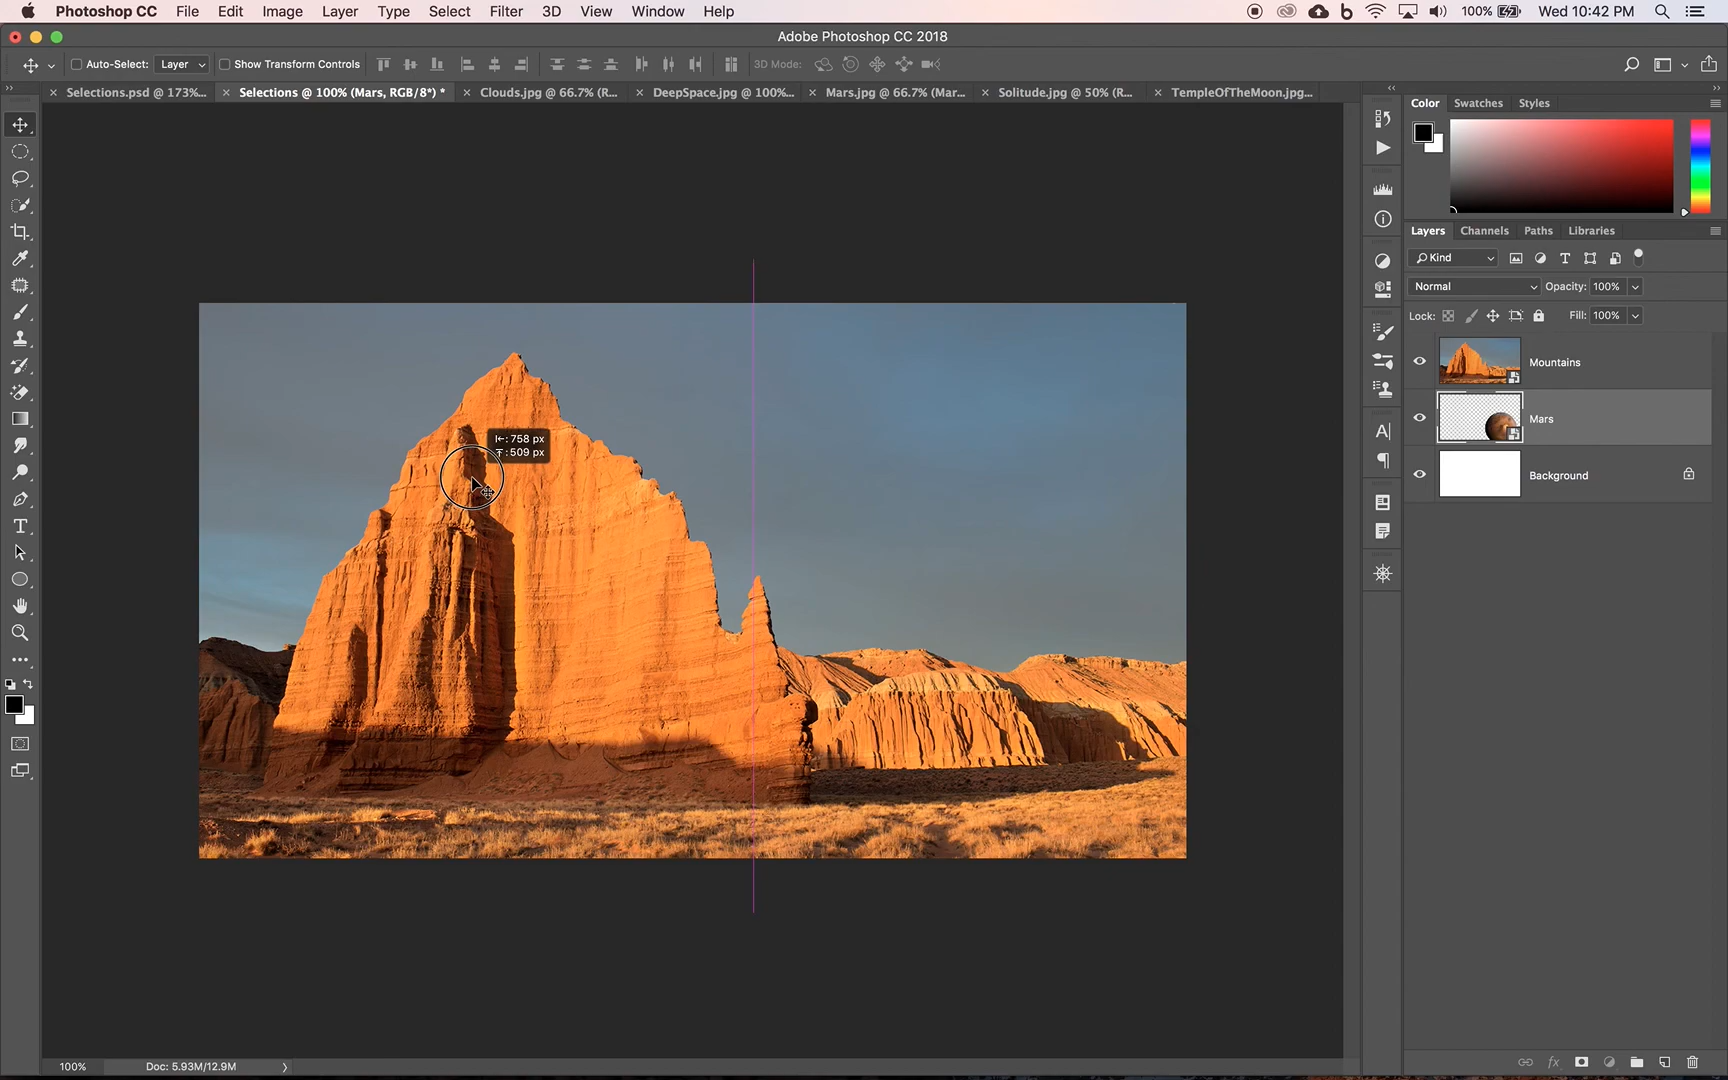 Photoshop CC File Edit Image Layer Type Select Filter 3D View Window Help 100% Wed 10:42 PM
Adobe Photoshop CC 2018
Auto-Select: Layer Show Transform Controls 3D Mode:
Selections.psd @ 173%... Selections @ 100% (Mars, RGB/8*) * Clouds.jpg @ 66.7% (R... DeepSpace.jpg @ 100%... Mars.jpg @ 66.7% (Mar... Solitude.jpg @ 50% (R... TempleOfTheMoon.jpg...
Color Swatches Styles
Layers Channels Paths Libraries
Kind
Normal Opacity: 100%
Lock: Fill: 100%
Mountains
Mars
Background
: 758 px
: 509 px
100% Doc: 5.93M/12.9M